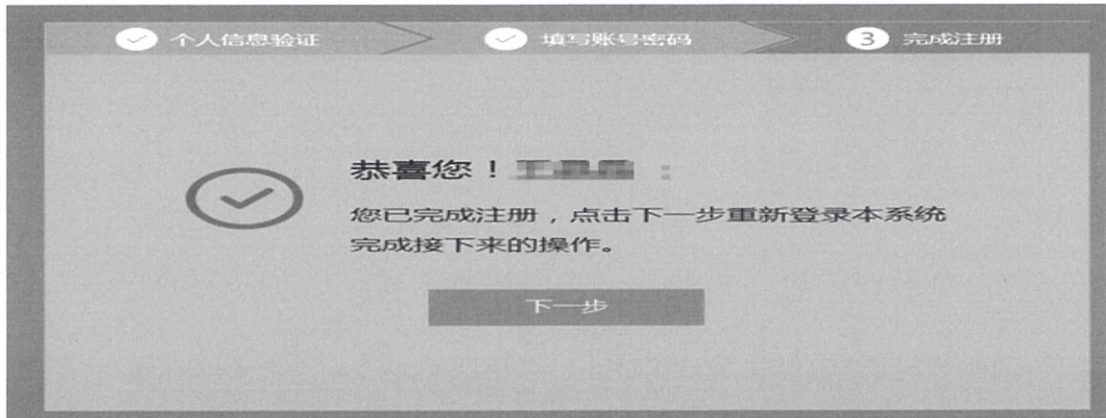 个人信息验证
填写账号密码
3 完成注册
恭喜您！
您已完成注册，点击下一步重新登录本系统
完成接下来的操作。
下一步